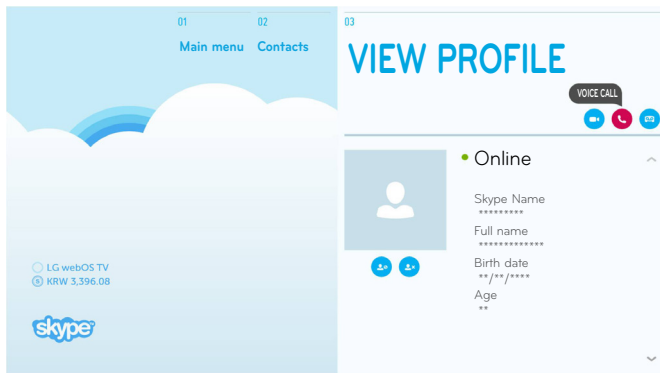 01
02
03
Main menu
Contacts
VIEW PROFILE
VOICE CALL
Online
Skype Name
*********
Full name
*************
Birth date
**/**/****
Age
**
LG webOS TV
KRW 3,396.08
skype